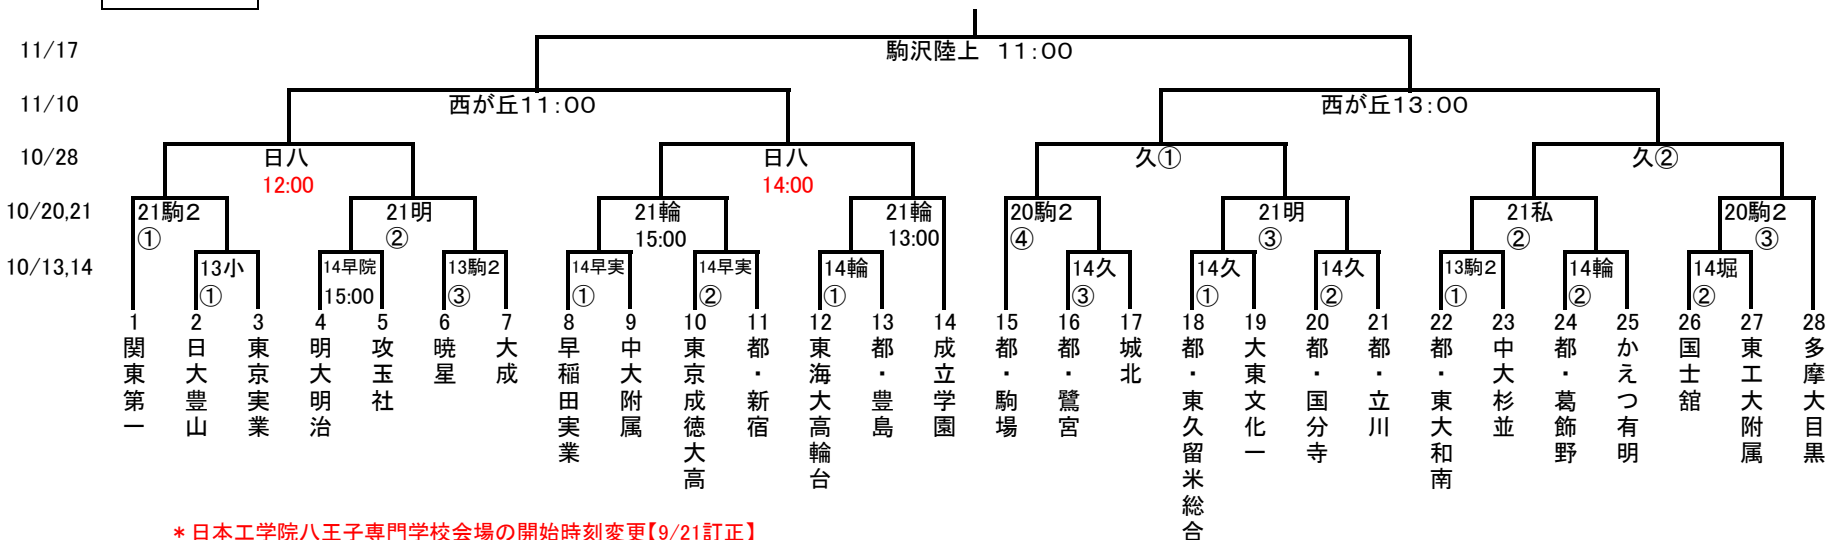 11/17
駒沢陸上 11:00
11/10
西が丘11:00
西が丘13:00
10/28
日八
12:00
日八
14:00
久①
久②
10/20,21
21駒2
①
21明
②
21輪
15:00
21輪
13:00
20駒2
④
21明
③
21私
②
20駒2
③
10/13,14
13小
①
14早院
15:00
13駒2
③
14早実
①
14早実
②
14輪
①
14久
③
14久
①
14久
②
13駒2
①
14輪
②
14堀
②
1
関東第一
2
日大豊山
3
東京実業
4
明大明治
5
攻玉社
6
暁星
7
大成
8
早稲田実業
9
中大附属
10
東京成徳大高
11
都・新宿
12
東海大高輪台
13
都・豊島
14
成立学園
15
都・駒場
16
都・鷺宮
17
城北
18
都・東久留米総合
19
大東文化一
20
都・国分寺
21
都・立川
22
都・東大和南
23
中大杉並
24
都・葛飾野
25
かえつ有明
26
国士舘
27
東工大附属
28
多摩大目黒
＊日本工学院八王子専門学校会場の開始時刻変更【9/21訂正】